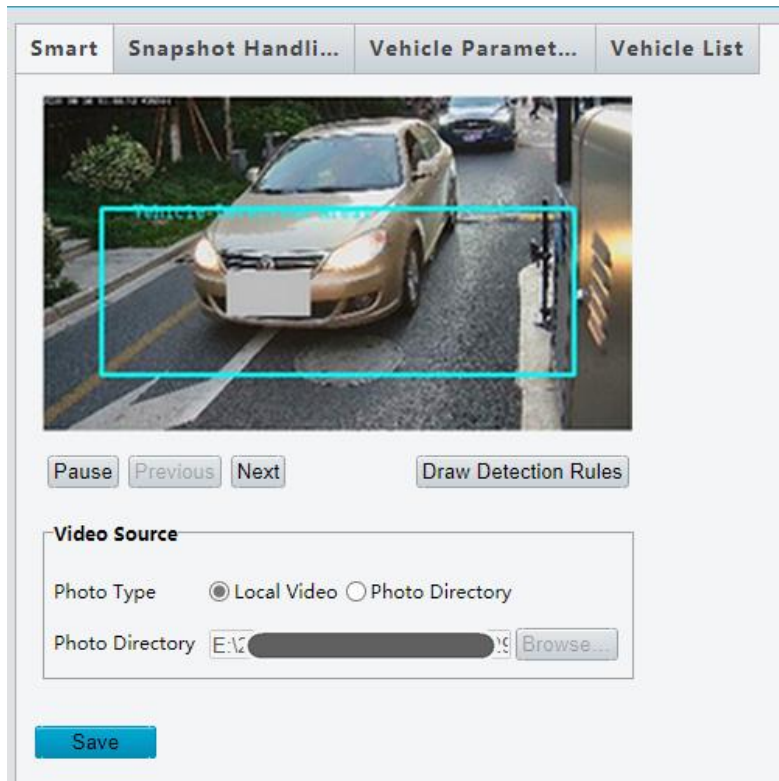 Smart Snapshot Handli... Vehicle Paramet... Vehicle List
Pause Previous Next Draw Detection Rules
Video Source
Photo Type Local Video Photo Directory
Photo Directory E:\ Browse...
Save